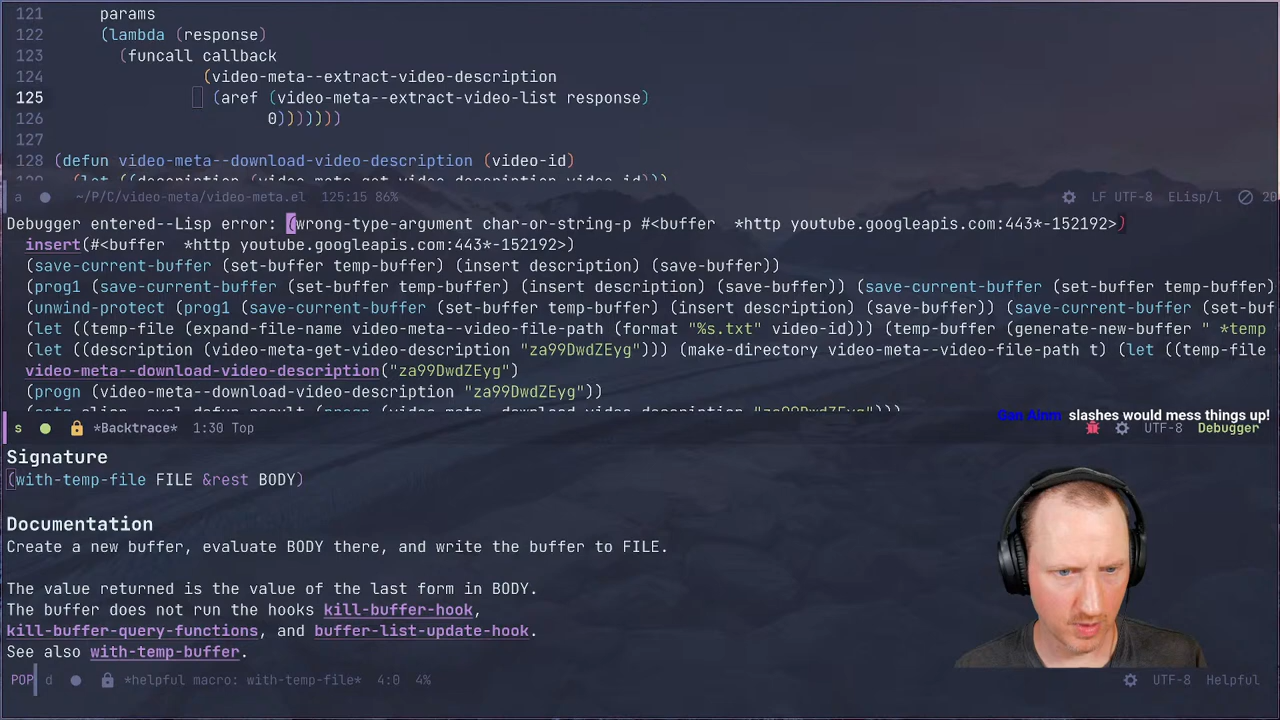 121 params
122 (lambda (response)
123 (funcall callback
124 (video-meta--extract-video-description
125 (aref (video-meta--extract-video-list response)
126 0)))))))
127
128 (defun video-meta--download-video-description (video-id)
a ~/P/C/video-meta/video-meta.el 125:15 86% LF UTF-8 ELisp/l 20
Debugger entered--Lisp error: (wrong-type-argument char-or-string-p #<buffer  *http youtube.googleapis.com:443*-152192>)
insert(#<buffer  *http youtube.googleapis.com:443*-152192>)
(save-current-buffer (set-buffer temp-buffer) (insert description) (save-buffer))
(prog1 (save-current-buffer (set-buffer temp-buffer) (insert description) (save-buffer)) (save-current-buffer (set-buffer temp-buffer)
(unwind-protect (prog1 (save-current-buffer (set-buffer temp-buffer) (insert description) (save-buffer)) (save-current-buffer (set-buf
(let ((temp-file (expand-file-name video-meta--video-file-path (format "%s.txt" video-id))) (temp-buffer (generate-new-buffer " *temp
(let ((description (video-meta-get-video-description "za99DwdZEyg"))) (make-directory video-meta--video-file-path t) (let ((temp-file
video-meta--download-video-description("za99DwdZEyg")
(progn (video-meta--download-video-description "za99DwdZEyg"))
slashes would mess things up!
s *Backtrace* 1:30 Top UTF-8 Debugger
Signature
(with-temp-file FILE &rest BODY)
Documentation
Create a new buffer, evaluate BODY there, and write the buffer to FILE.
The value returned is the value of the last form in BODY.
The buffer does not run the hooks kill-buffer-hook,
kill-buffer-query-functions, and buffer-list-update-hook.
See also with-temp-buffer.
POP d *helpful macro: with-temp-file* 4:0 4% UTF-8 Helpful